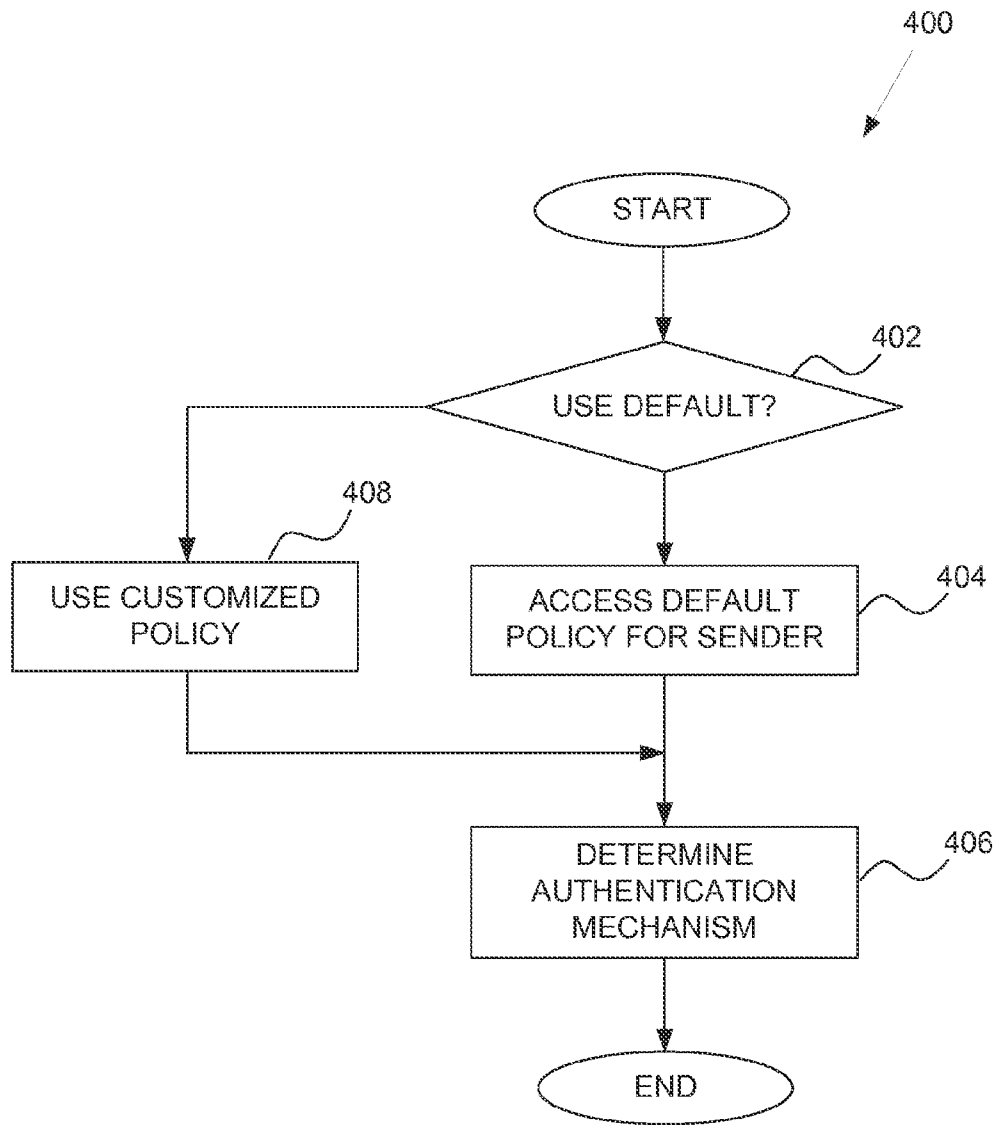 400
START
402
USE DEFAULT?
408
USE CUSTOMIZED
POLICY
404
ACCESS DEFAULT
POLICY FOR SENDER
406
DETERMINE
AUTHENTICATION
MECHANISM
END